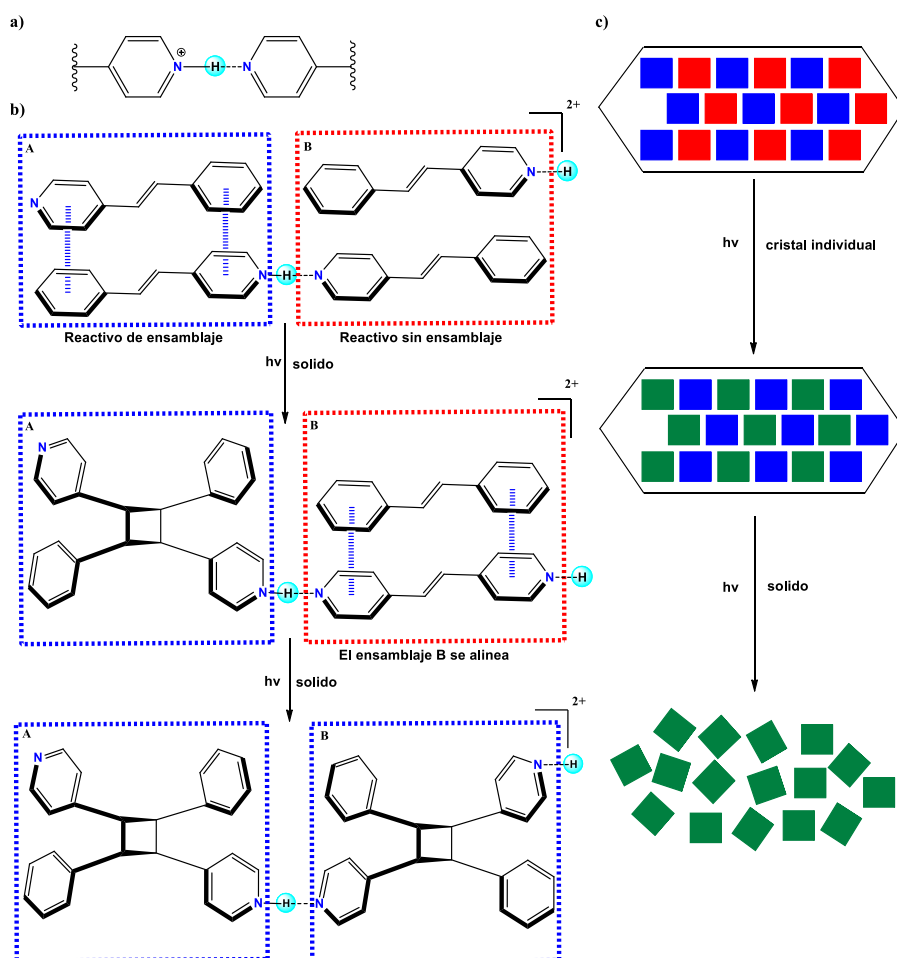 a)
⊕
N H N
b)
2+
A
B
N
N H
N H N
Reactivo de ensamblaje
Reactivo sin ensamblaje
hv solido
2+
A
B
N
N H N
N H
El ensamblaje B se alinea
hv solido
2+
A
B
N
N H
N H N
c)
hv
cristal individual
hv
solido